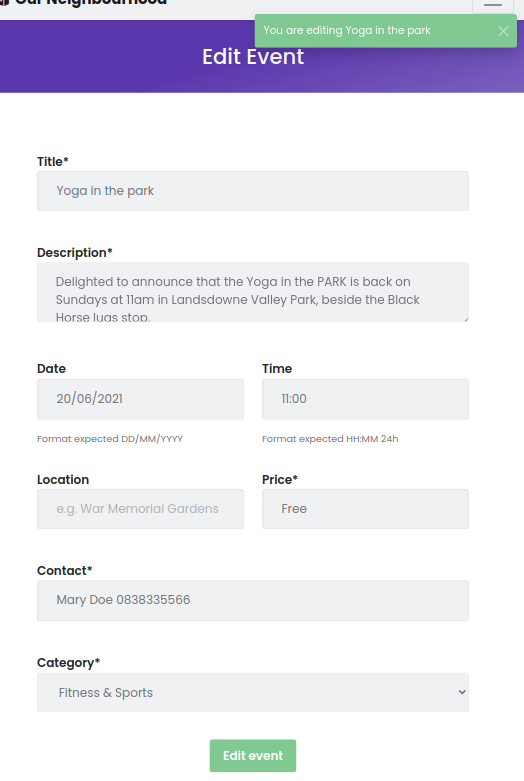 Our Neighbourhood
You are editing Yoga in the park
Edit Event
Title*
Yoga in the park
Description*
Delighted to announce that the Yoga in the PARK is back on
Sundays at 11am in Landsdowne Valley Park, beside the Black
Horse luas stop.
Date
Time
20/06/2021
11:00
Format expected DD/MM/YYYY
Format expected HH:MM 24h
Location
Price*
e.g. War Memorial Gardens
Free
Contact*
Mary Doe 0838335566
Category*
Fitness & Sports
Edit event